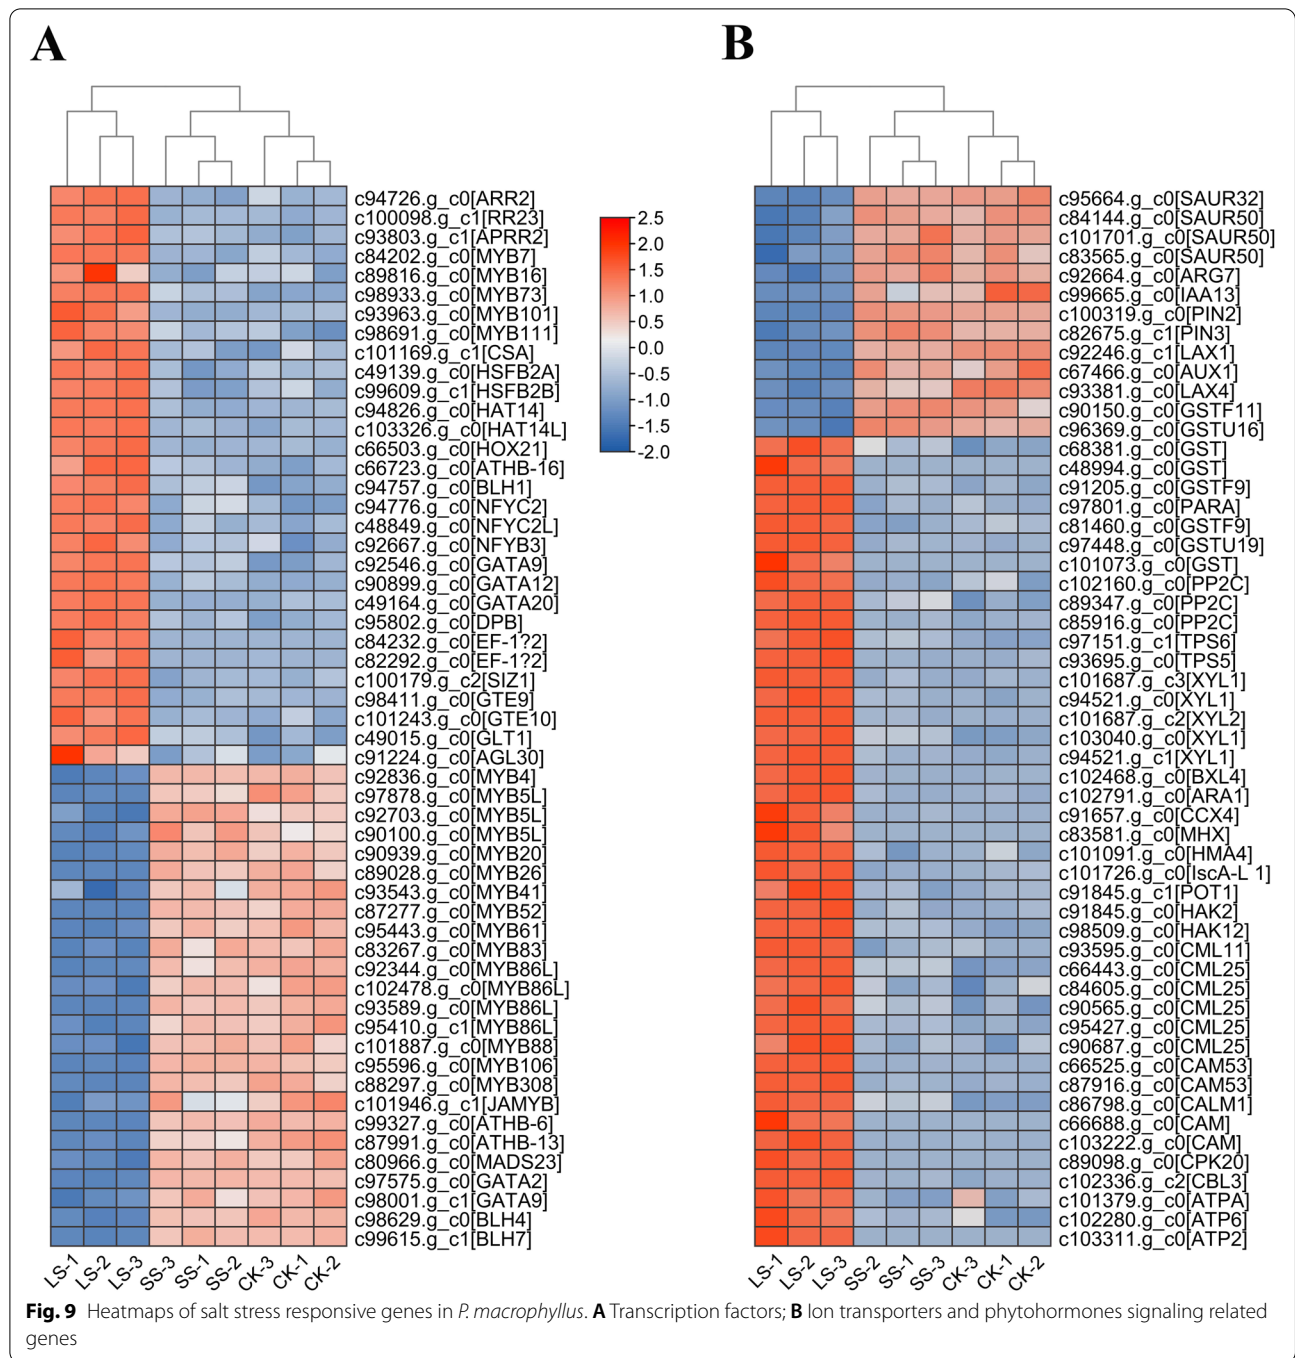 A
B
c94726.g_c0[ARR2]
c100098.g_c1[RR23]
c93803.g_c1[APRR2]
c84202.g_c0[MYB7]
c89816.g_c0[MYB16]
c98933.g_c0[MYB73]
c93963.g_c0[MYB101]
c98691.g_c0[MYB111]
c101169.g_c1[CSA]
c49139.g_c0[HSFB2A]
c99609.g_c1[HSFB2B]
c94826.g_c0[HAT14]
c103326.g_c0[HAT14L]
c66503.g_c0[HOX21]
c66723.g_c0[ATHB-16]
c94757.g_c0[BLH1]
c94776.g_c0[NFYC2]
c48849.g_c0[NFYC2L]
c92667.g_c0[NFYB3]
c92546.g_c0[GATA9]
c90899.g_c0[GATA12]
c49164.g_c0[GATA20]
c95802.g_c0[DPB]
c84232.g_c0[EF-1?2]
c82292.g_c0[EF-1?2]
c100179.g_c2[SIZ1]
c98411.g_c0[GTE9]
c101243.g_c0[GTE10]
c49015.g_c0[GLT1]
c91224.g_c0[AGL30]
c92836.g_c0[MYB4]
c97878.g_c0[MYB5L]
c92703.g_c0[MYB5L]
c90100.g_c0[MYB5L]
c90939.g_c0[MYB20]
c89028.g_c0[MYB26]
c93543.g_c0[MYB41]
c87277.g_c0[MYB52]
c95443.g_c0[MYB61]
c83267.g_c0[MYB83]
c92344.g_c0[MYB86L]
c102478.g_c0[MYB86L]
c93589.g_c0[MYB86L]
c95410.g_c1[MYB86L]
c101887.g_c0[MYB88]
c95596.g_c0[MYB106]
c88297.g_c0[MYB308]
c101946.g_c1[JAMYB]
c99327.g_c0[ATHB-6]
c87991.g_c0[ATHB-13]
c80966.g_c0[MADS23]
c97575.g_c0[GATA2]
c98001.g_c1[GATA9]
c98629.g_c0[BLH4]
c99615.g_c1[BLH7]
LS-1
LS-2
LS-3
SS-3
SS-1
SS-2
CK-3
CK-1
CK-2
2.5
2.0
1.5
1.0
0.5
0.0
-0.5
-1.0
-1.5
-2.0
c95664.g_c0[SAUR32]
c84144.g_c0[SAUR50]
c101701.g_c0[SAUR50]
c83565.g_c0[SAUR50]
c92664.g_c0[ARG7]
c99665.g_c0[IAA13]
c100319.g_c0[PIN2]
c82675.g_c1[PIN3]
c92246.g_c1[LAX1]
c67466.g_c0[AUX1]
c93381.g_c0[LAX4]
c90150.g_c0[GSTF11]
c96369.g_c0[GSTU16]
c68381.g_c0[GST]
c48994.g_c0[GST]
c91205.g_c0[GSTF9]
c97801.g_c0[PARA]
c81460.g_c0[GSTF9]
c97448.g_c0[GSTU19]
c101073.g_c0[GST]
c102160.g_c0[PP2C]
c89347.g_c0[PP2C]
c85916.g_c0[PP2C]
c97151.g_c1[TPS6]
c93695.g_c0[TPS5]
c101687.g_c3[XYL1]
c94521.g_c0[XYL1]
c101687.g_c2[XYL2]
c103040.g_c0[XYL1]
c94521.g_c1[XYL1]
c102468.g_c0[BXL4]
c102791.g_c0[ARA1]
c91657.g_c0[CCX4]
c83581.g_c0[MHX]
c101091.g_c0[HMA4]
c101726.g_c0[IscA-L 1]
c91845.g_c1[POT1]
c91845.g_c0[HAK2]
c98509.g_c0[HAK12]
c93595.g_c0[CML11]
c66443.g_c0[CML25]
c84605.g_c0[CML25]
c90565.g_c0[CML25]
c95427.g_c0[CML25]
c90687.g_c0[CML25]
c66525.g_c0[CAM53]
c87916.g_c0[CAM53]
c86798.g_c0[CALM1]
c66688.g_c0[CAM]
c103222.g_c0[CAM]
c89098.g_c0[CPK20]
c102336.g_c2[CBL3]
c101379.g_c0[ATPA]
c102280.g_c0[ATP6]
c103311.g_c0[ATP2]
LS-1
LS-2
LS-3
SS-2
SS-1
SS-3
CK-3
CK-1
CK-2
Fig. 9 Heatmaps of salt stress responsive genes in P. macrophyllus. A Transcription factors; B Ion transporters and phytohormones signaling related
genes